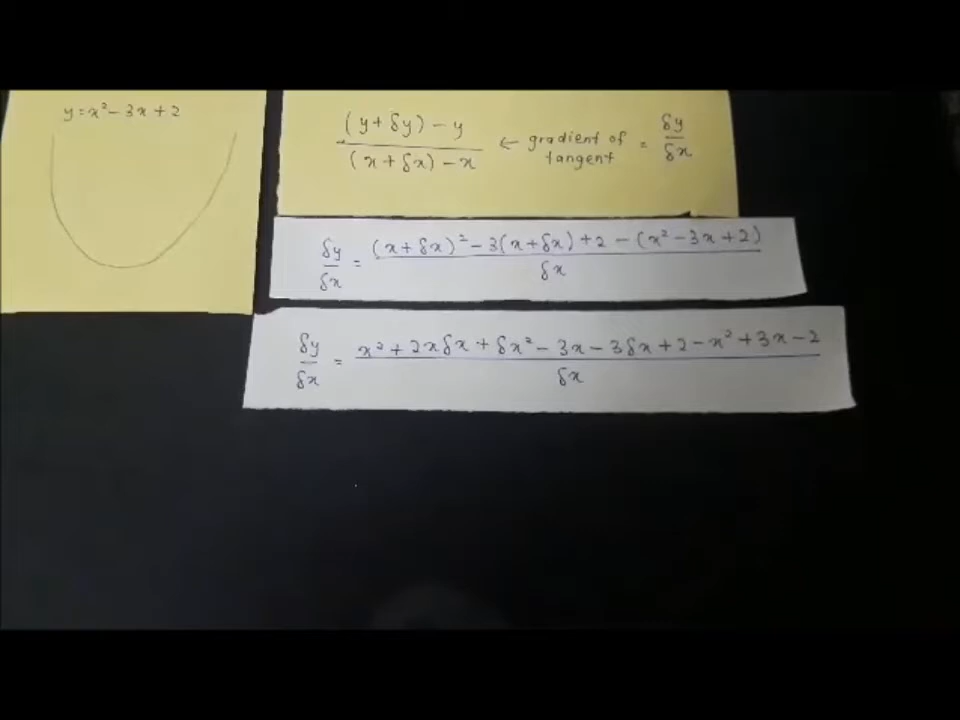 y = x² - 3x + 2
(y + δy) - y
(x + δx) - x
← gradient of tangent = δy/δx
δy/δx = (x + δx)² - 3(x + δx) + 2 - (x² - 3x + 2)
δx
δy/δx = x² + 2xδx + δx² - 3x - 3δx + 2 - x² + 3x - 2
δx